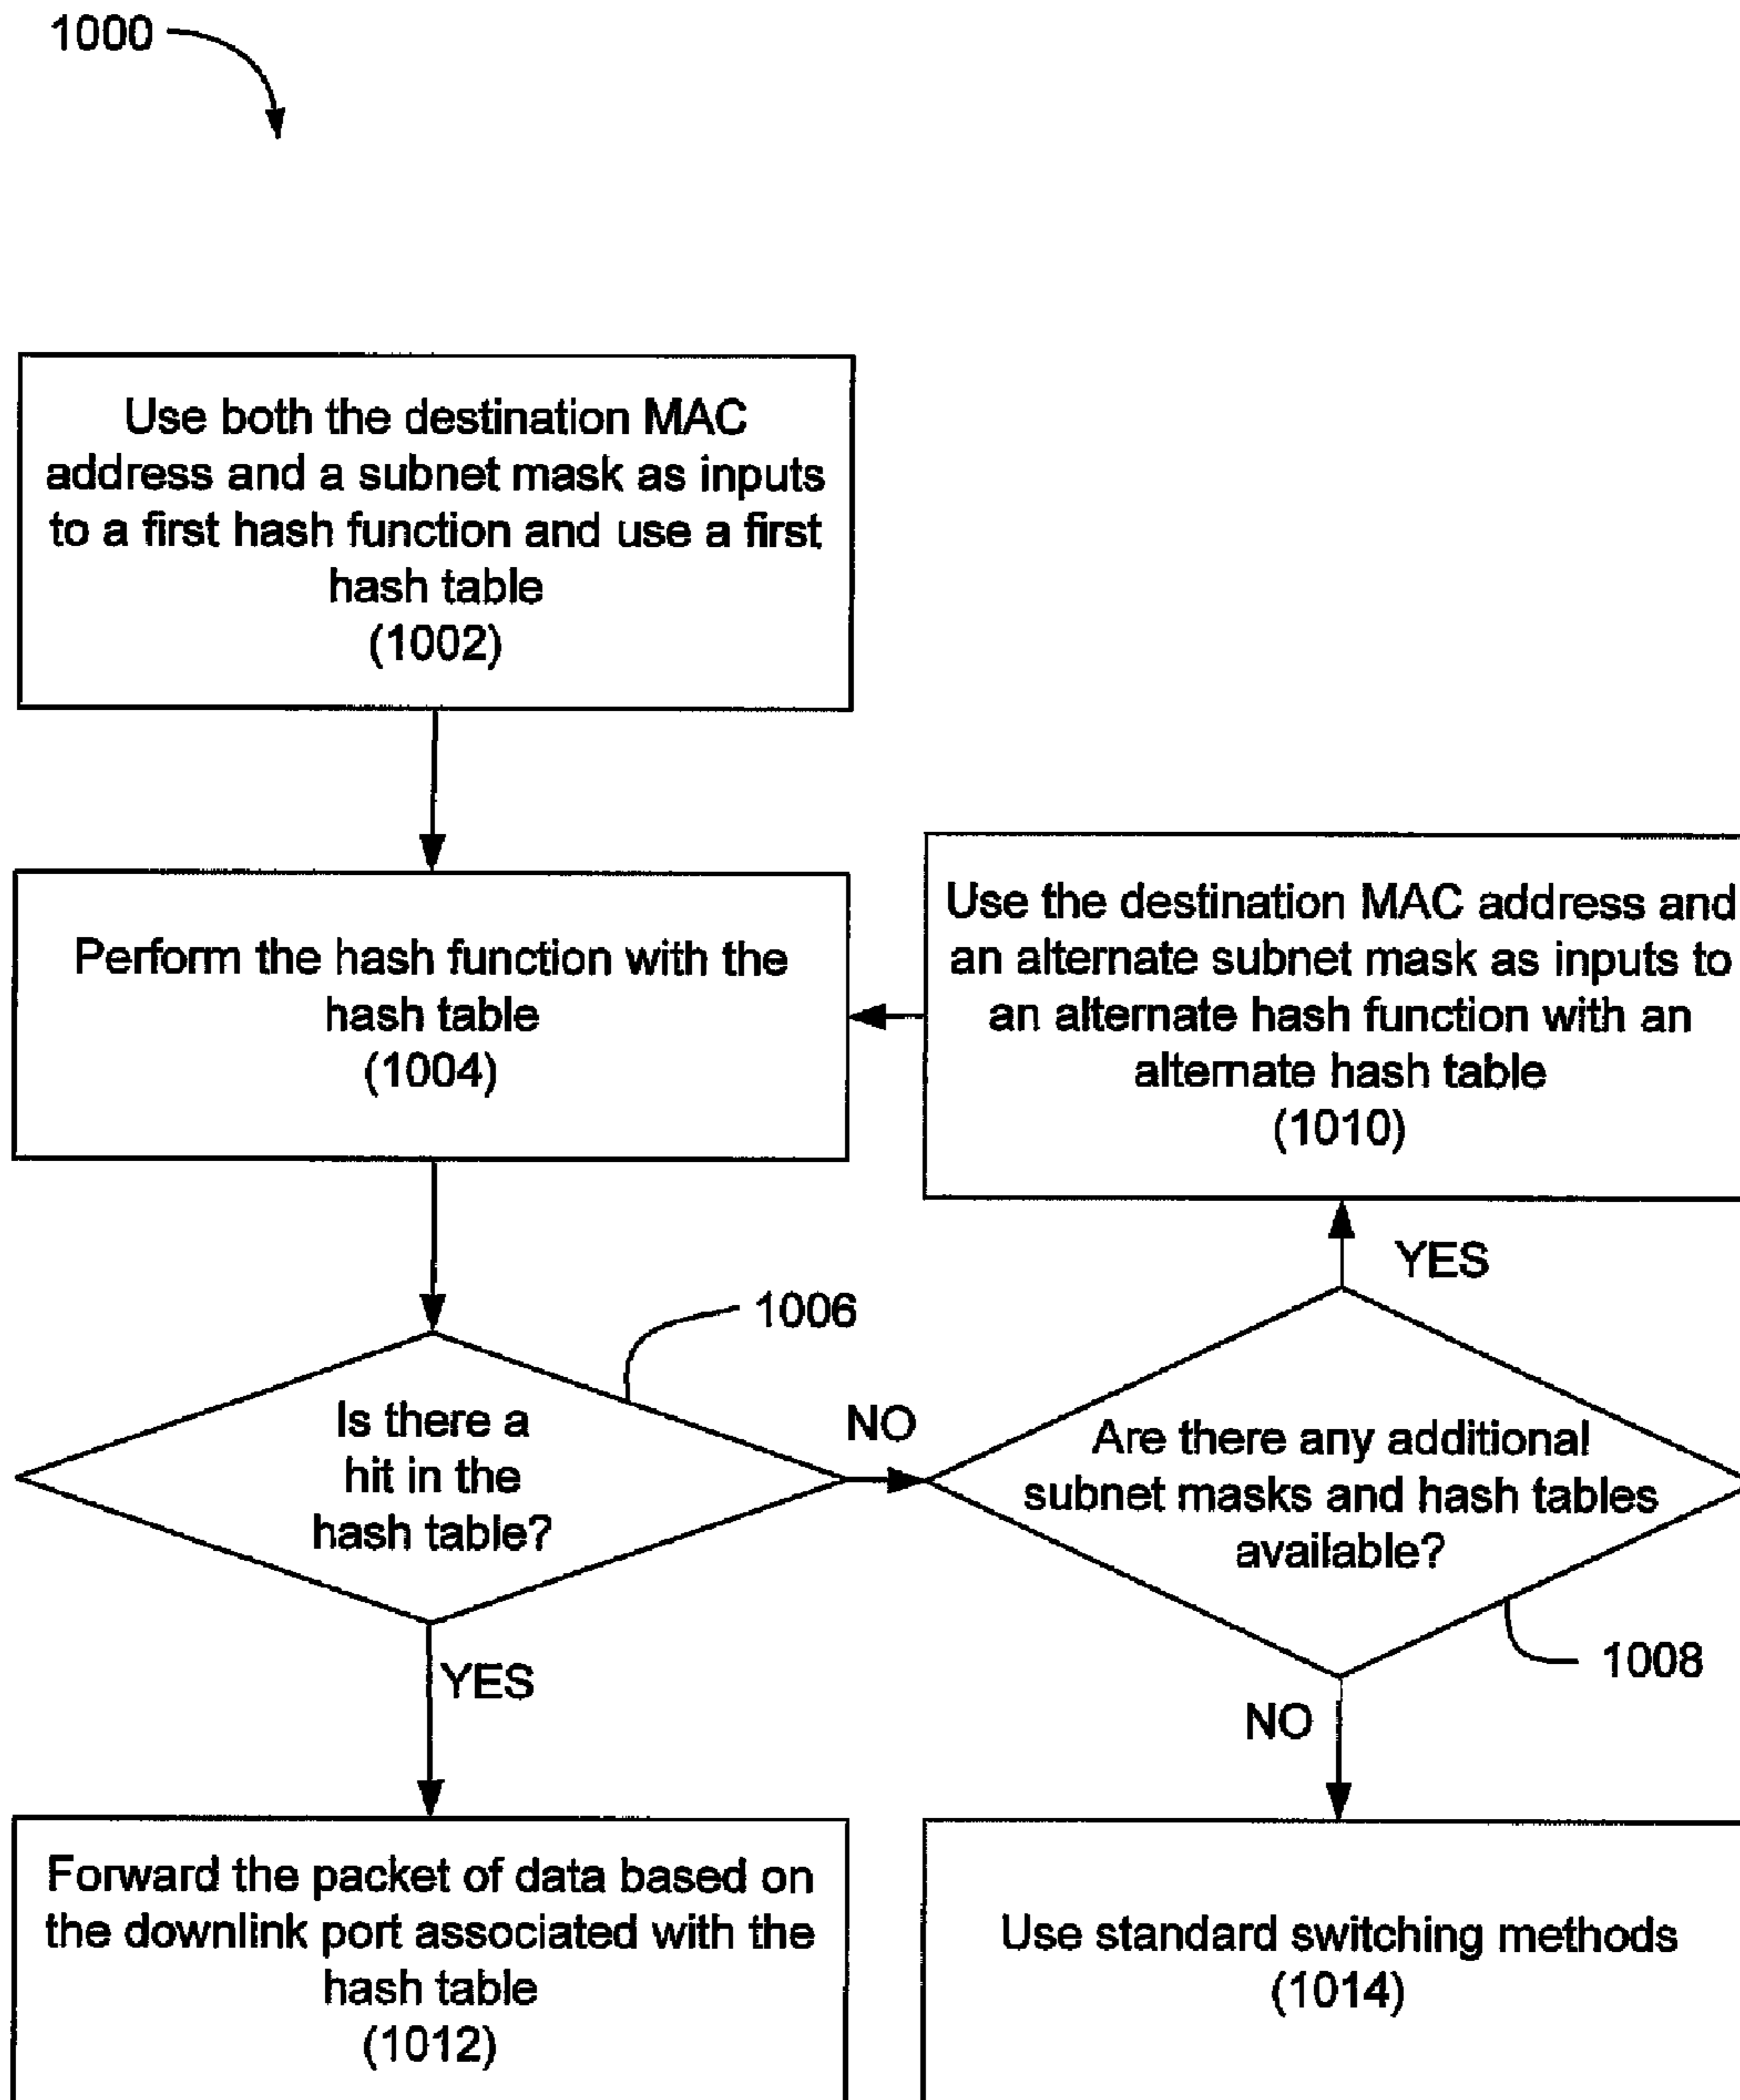 1000
Use both the destination MAC
address and a subnet mask as inputs
to a first hash function and use a first
hash table
(1002)
Perform the hash function with the
hash table
(1004)
Use the destination MAC address and
an alternate subnet mask as inputs to
an alternate hash function with an
alternate hash table
(1010)
YES
1006
Is there a
hit in the
hash table?
NO
Are there any additional
subnet masks and hash tables
available?
1008
YES
NO
Forward the packet of data based on
the downlink port associated with the
hash table
(1012)
Use standard switching methods
(1014)